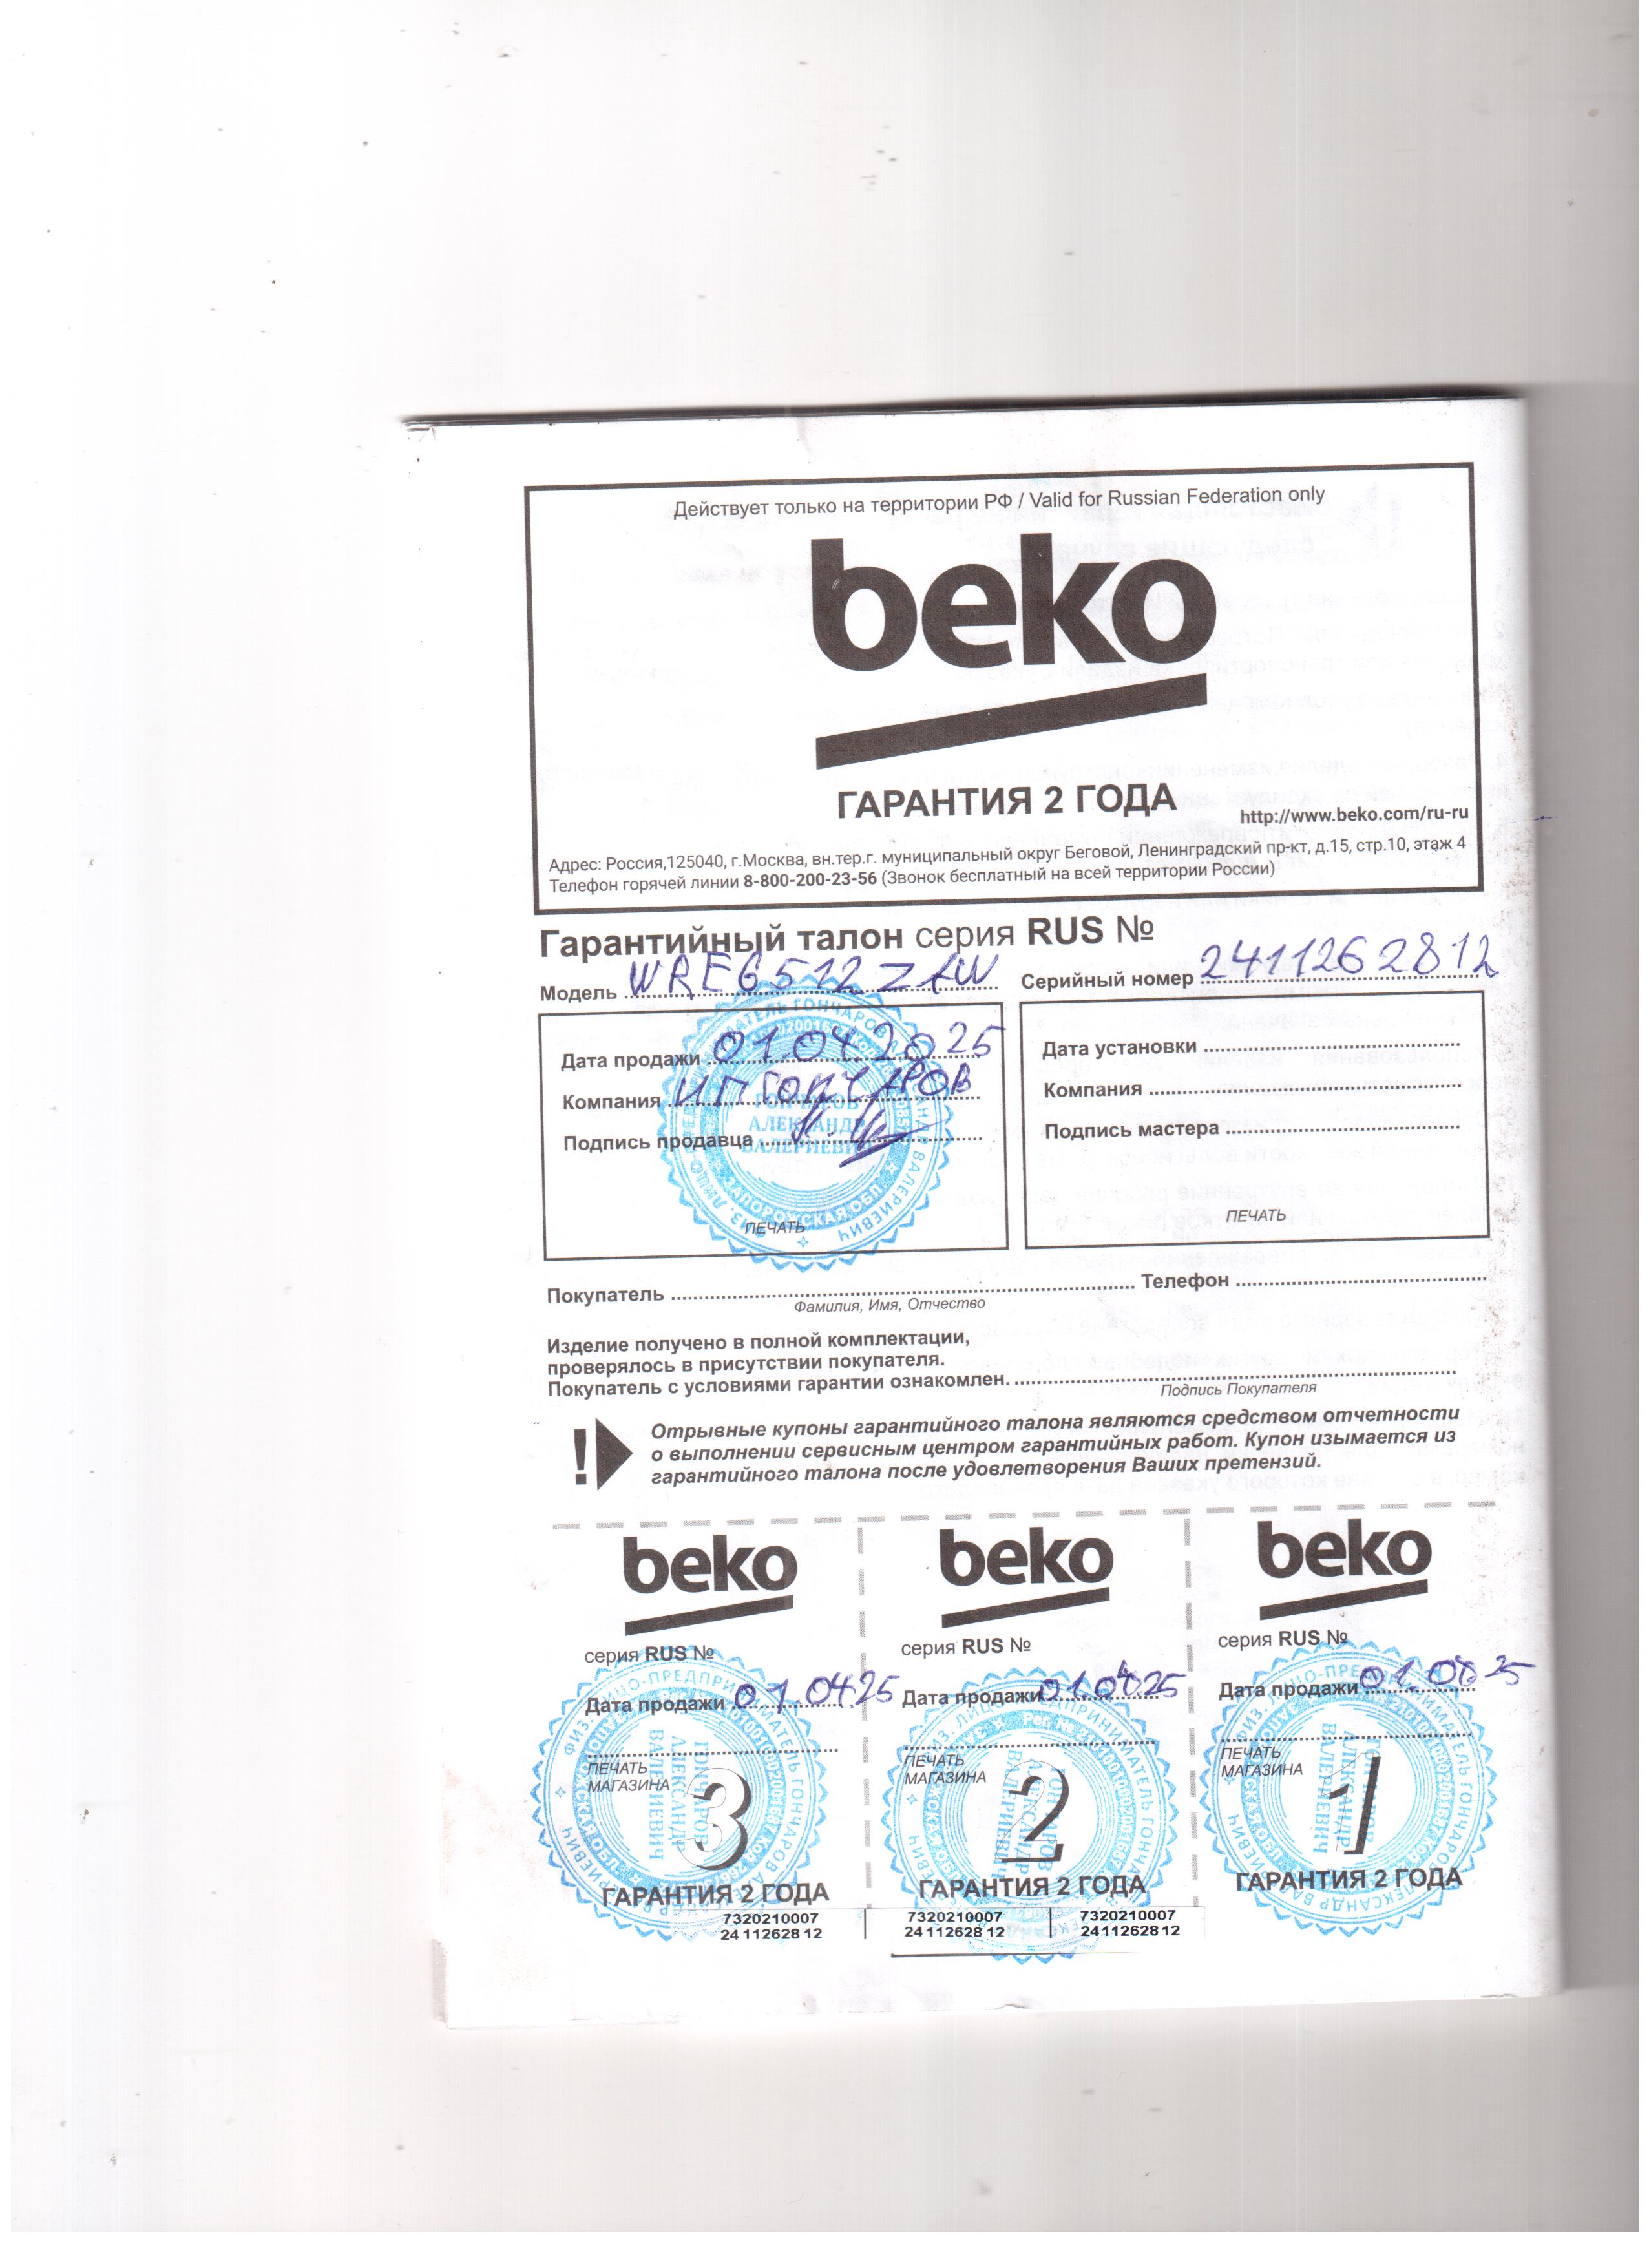 Действует только на территории РФ / Valid for Russian Federation only
beko
ГАРАНТИЯ 2 ГОДА
http://www.beko.com/ru-ru
Адрес: Россия,125040, г.Москва, вн.тер.г. муниципальный округ Беговой, Ленинградский пр-кт, д.15, стр.10, этаж 4
Телефон горячей линии 8-800-200-23-56 (Звонок бесплатный на всей территории России)
Гарантийный талон серия RUS №
Модель WRE6512ZAW Серийный номер 2411262812
Дата продажи 01 04 2025
Компания ИП ГОНЧАРОВ
Подпись продавца
ПЕЧАТЬ
ГОНЧАРОВ
АЛЕКСАНДР
ВАЛЕРИЕВИЧ
ЗАПОРОЖСКАЯ ОБЛ.
Дата установки
Компания
Подпись мастера
ПЕЧАТЬ
Покупатель Телефон
Фамилия, Имя, Отчество
Изделие получено в полной комплектации,
проверялось в присутствии покупателя.
Покупатель с условиями гарантии ознакомлен.
Подпись Покупателя
! Отрывные купоны гарантийного талона являются средством отчетности
о выполнении сервисным центром гарантийных работ. Купон изымается из
гарантийного талона после удовлетворения Ваших претензий.
beko
серия RUS №
Дата продажи 01.04.25
ПЕЧАТЬ
МАГАЗИНА
3
ГАРАНТИЯ 2 ГОДА
7320210007
24 112628 12
beko
серия RUS №
Дата продажи 01.04.25
ПЕЧАТЬ
МАГАЗИНА
2
ГАРАНТИЯ 2 ГОДА
7320210007
24 112628 12
beko
серия RUS №
Дата продажи 01. 25
ПЕЧАТЬ
МАГАЗИНА
1
ГАРАНТИЯ 2 ГОДА
7320210007
24 112628 12